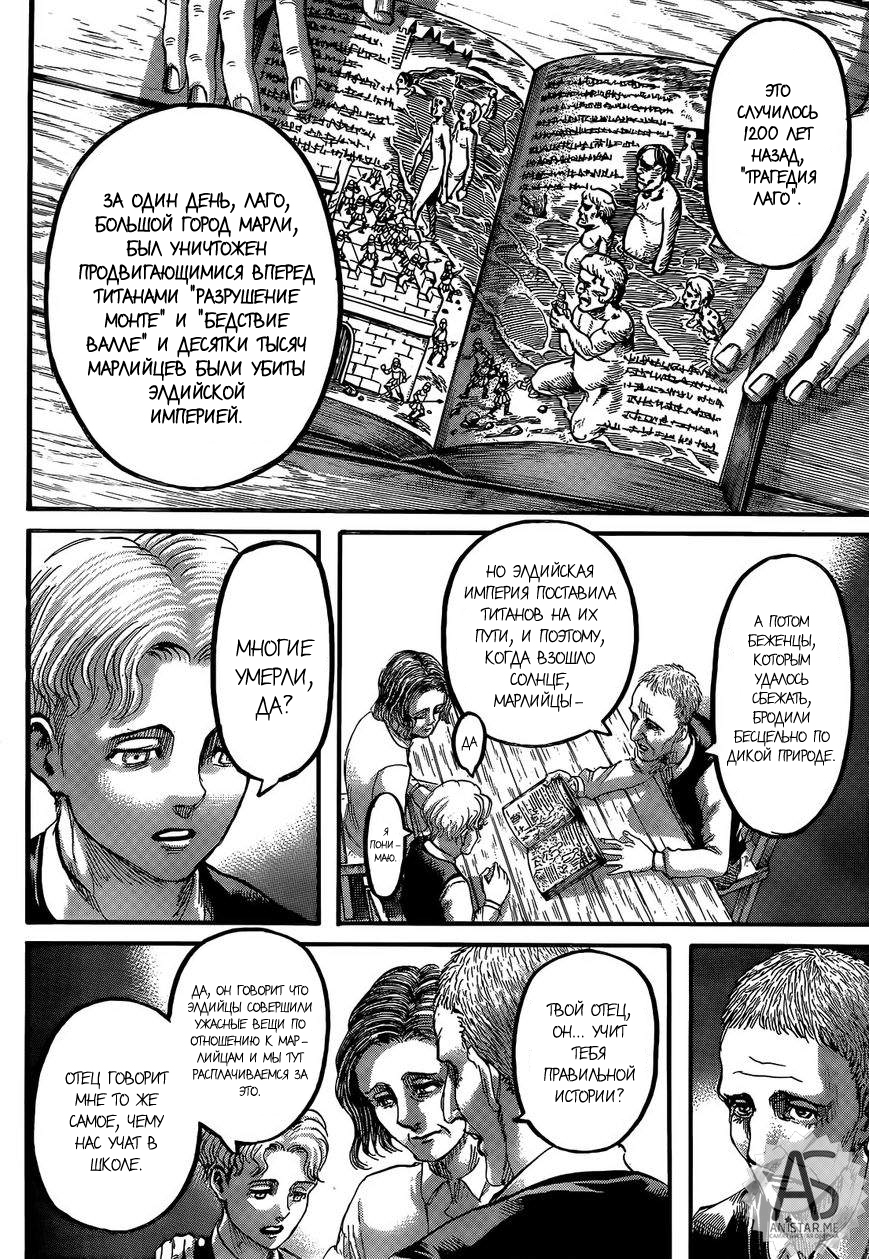 ЭТО
СЛУЧИЛОСЬ
1200 ЛЕТ
НАЗАД,
"ТРАГЕДИЯ
ЛАГО".
ЗА ОДИН ДЕНЬ, ЛАГО,
БОЛЬШОЙ ГОРОД МАРЛИ,
БЫЛ УНИЧТОЖЕН
ПРОДВИГАЮЩИМИСЯ ВПЕРЕД
ТИТАНАМИ "РАЗРУШЕНИЕ
МОНТЕ" И "БЕДСТВИЕ
ВАЛЛЕ" И ДЕСЯТКИ ТЫСЯЧ
МАРЛИЙЦЕВ БЫЛИ УБИТЫ
ЭЛДИЙСКОЙ
ИМПЕРИЕЙ.
А ПОТОМ
БЕЖЕНЦЫ,
КОТОРЫМ
УДАЛОСЬ
СБЕЖАТЬ,
БРОДИЛИ
БЕСЦЕЛЬНО ПО
ДИКОЙ ПРИРОДЕ.
НО ЭЛДИЙСКАЯ
ИМПЕРИЯ ПОСТАВИЛА
ТИТАНОВ НА ИХ
ПУТИ, И ПОЭТОМУ,
КОГДА ВЗОШЛО
СОЛНЦЕ,
МАРЛИЙЦЫ-
ДА
Я
ПОНИ-
МАЮ.
МНОГИЕ
УМЕРЛИ,
ДА?
ТВОЙ ОТЕЦ,
ОН... УЧИТ
ТЕБЯ
ПРАВИЛЬНОЙ
ИСТОРИИ?
ДА, ОН ГОВОРИТ ЧТО
ЭЛДИЙЦЫ СОВЕРШИЛИ
УЖАСНЫЕ ВЕЩИ ПО
ОТНОШЕНИЮ К МАР-
ЛИЙЦАМ И МЫ ТУТ
РАСПЛАЧИВАЕМСЯ ЗА
ЭТО.
ОТЕЦ ГОВОРИТ
МНЕ ТО ЖЕ
САМОЕ, ЧЕМУ
НАС УЧАТ В
ШКОЛЕ.
AS
ANISTAR.ME